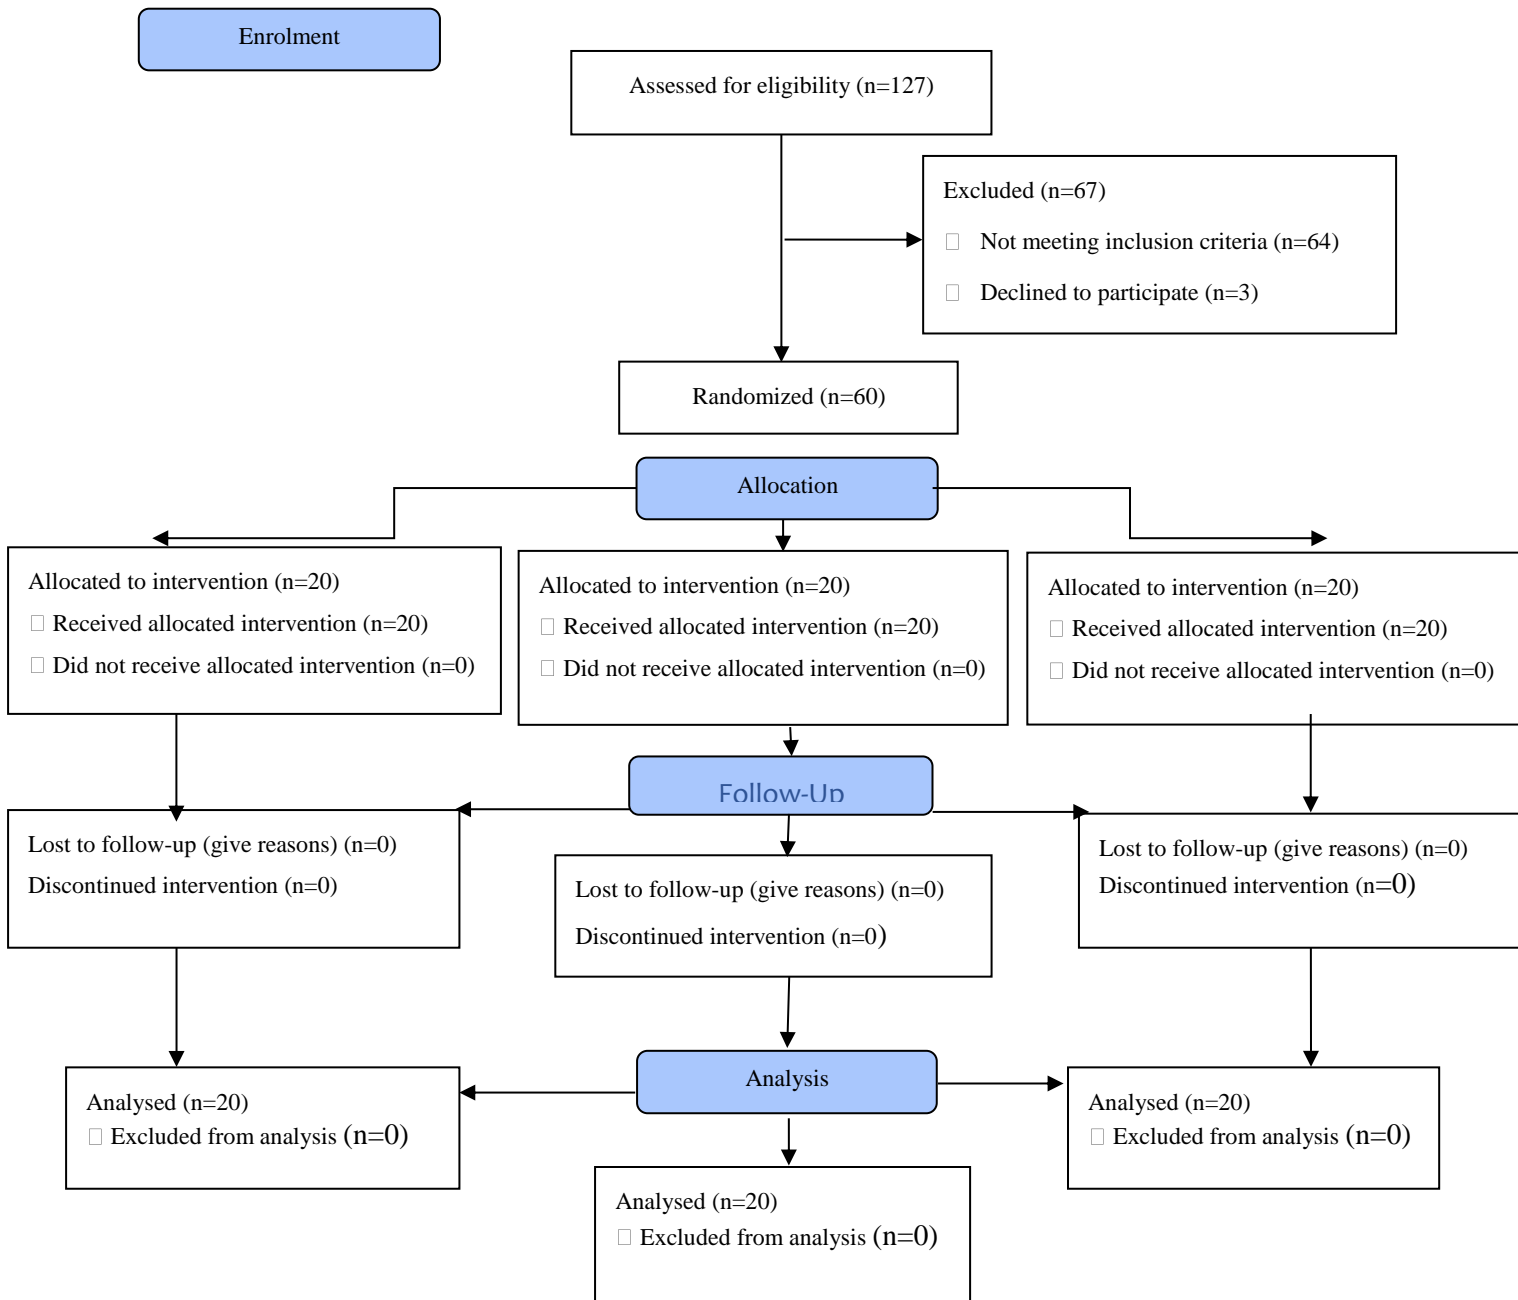 Enrolment
Assessed for eligibility (n=127)
Excluded (n=67)
Not meeting inclusion criteria (n=64)
Declined to participate (n=3)
Randomized (n=60)
Allocation
Allocated to intervention (n=20)
Received allocated intervention (n=20)
Did not receive allocated intervention (n=0)
Allocated to intervention (n=20)
Received allocated intervention (n=20)
Did not receive allocated intervention (n=0)
Allocated to intervention (n=20)
Received allocated intervention (n=20)
Did not receive allocated intervention (n=0)
Follow-Up
Lost to follow-up (give reasons) (n=0)
Discontinued intervention (n=0)
Lost to follow-up (give reasons) (n=0)
Discontinued intervention (n=0)
Lost to follow-up (give reasons) (n=0)
Discontinued intervention (n=0)
Analysis
Analysed (n=20)
Excluded from analysis (n=0)
Analysed (n=20)
Excluded from analysis (n=0)
Analysed (n=20)
Excluded from analysis (n=0)